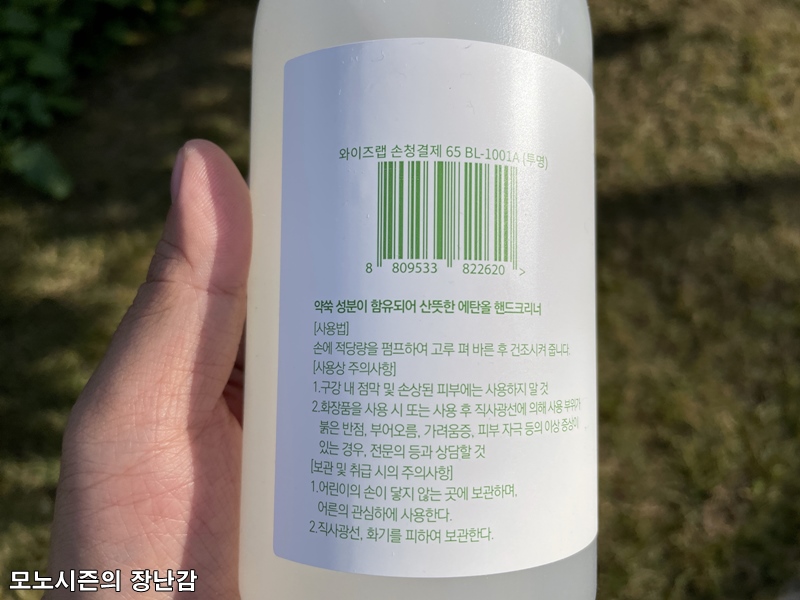 와이즈랩 손청결제 65 BL-1001A (투명)
8 809533 822620 >
약쑥 성분이 함유되어 산뜻한 에탄올 핸드크리너
[사용법]
손에 적당량을 펌프하여 고루 펴 바른 후 건조시켜 줍니다.
[사용상 주의사항]
1.구강 내 점막 및 손상된 피부에는 사용하지 말 것
2.화장품을 사용 시 또는 사용 후 직사광선에 의해 사용 부위가
붉은 반점, 부어오름, 가려움증, 피부 자극 등의 이상 증상이
있는 경우, 전문의 등과 상담할 것
[보관 및 취급 시의 주의사항]
1.어린이의 손이 닿지 않는 곳에 보관하며,
어른의 관심하에 사용한다.
2.직사광선, 화기를 피하여 보관한다.
모노시즌의 장난감